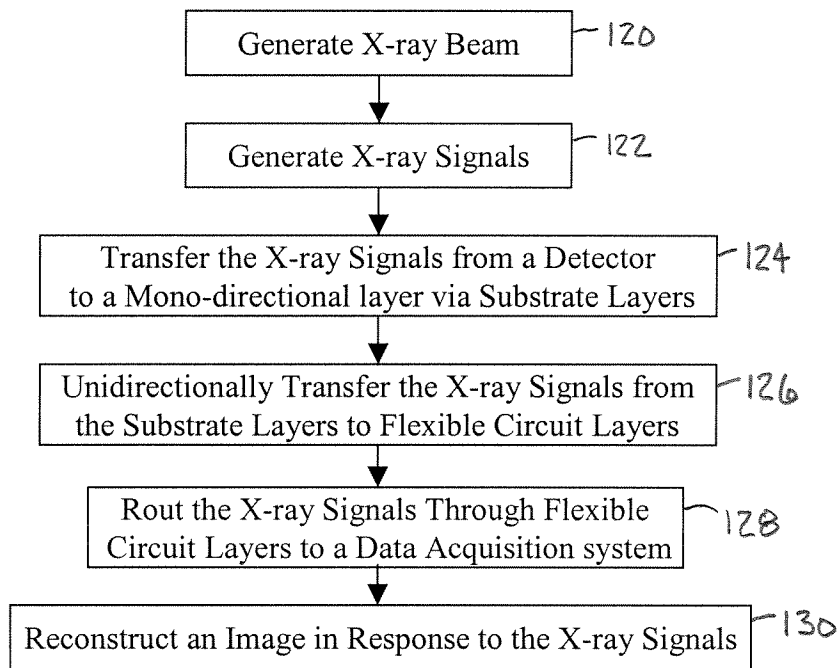 Generate X-ray Beam
120
Generate X-ray Signals
122
Transfer the X-ray Signals from a Detector
to a Mono-directional layer via Substrate Layers
124
Unidirectionally Transfer the X-ray Signals from
the Substrate Layers to Flexible Circuit Layers
126
Rout the X-ray Signals Through Flexible
Circuit Layers to a Data Acquisition system
128
Reconstruct an Image in Response to the X-ray Signals
130